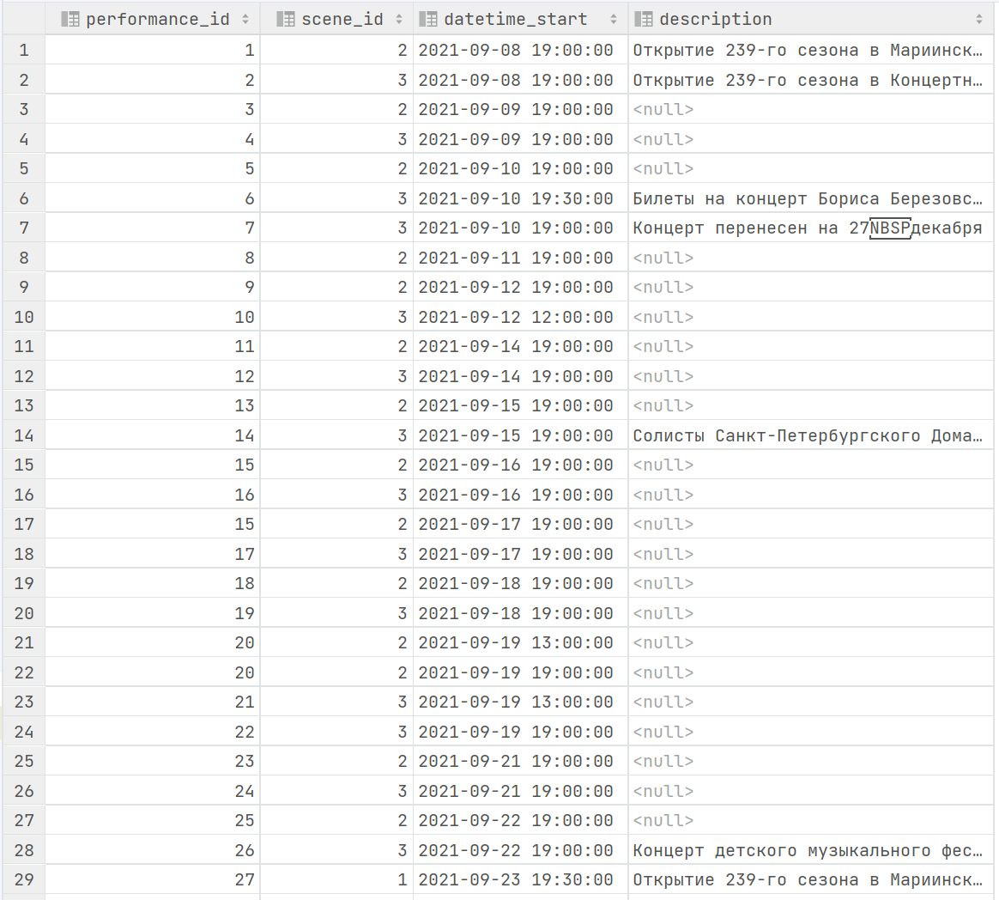 performance_id scene_id datetime_start description
1 1 2 2021-09-08 19:00:00 Открытие 239-го сезона в Мариинск…
2 2 3 2021-09-08 19:00:00 Открытие 239-го сезона в Концертн…
3 3 2 2021-09-09 19:00:00 <null>
4 4 3 2021-09-09 19:00:00 <null>
5 5 2 2021-09-10 19:00:00 <null>
6 6 3 2021-09-10 19:30:00 Билеты на концерт Бориса Березовс…
7 7 3 2021-09-10 19:00:00 Концерт перенесен на 27NBSPдекабря
8 8 2 2021-09-11 19:00:00 <null>
9 9 2 2021-09-12 19:00:00 <null>
10 10 3 2021-09-12 12:00:00 <null>
11 11 2 2021-09-14 19:00:00 <null>
12 12 3 2021-09-14 19:00:00 <null>
13 13 2 2021-09-15 19:00:00 <null>
14 14 3 2021-09-15 19:00:00 Солисты Санкт-Петербургского Дома…
15 15 2 2021-09-16 19:00:00 <null>
16 16 3 2021-09-16 19:00:00 <null>
17 15 2 2021-09-17 19:00:00 <null>
18 17 3 2021-09-17 19:00:00 <null>
19 18 2 2021-09-18 19:00:00 <null>
20 19 3 2021-09-18 19:00:00 <null>
21 20 2 2021-09-19 13:00:00 <null>
22 20 2 2021-09-19 19:00:00 <null>
23 21 3 2021-09-19 13:00:00 <null>
24 22 3 2021-09-19 19:00:00 <null>
25 23 2 2021-09-21 19:00:00 <null>
26 24 3 2021-09-21 19:00:00 <null>
27 25 2 2021-09-22 19:00:00 <null>
28 26 3 2021-09-22 19:00:00 Концерт детского музыкального фес…
29 27 1 2021-09-23 19:30:00 Открытие 239-го сезона в Мариинск…